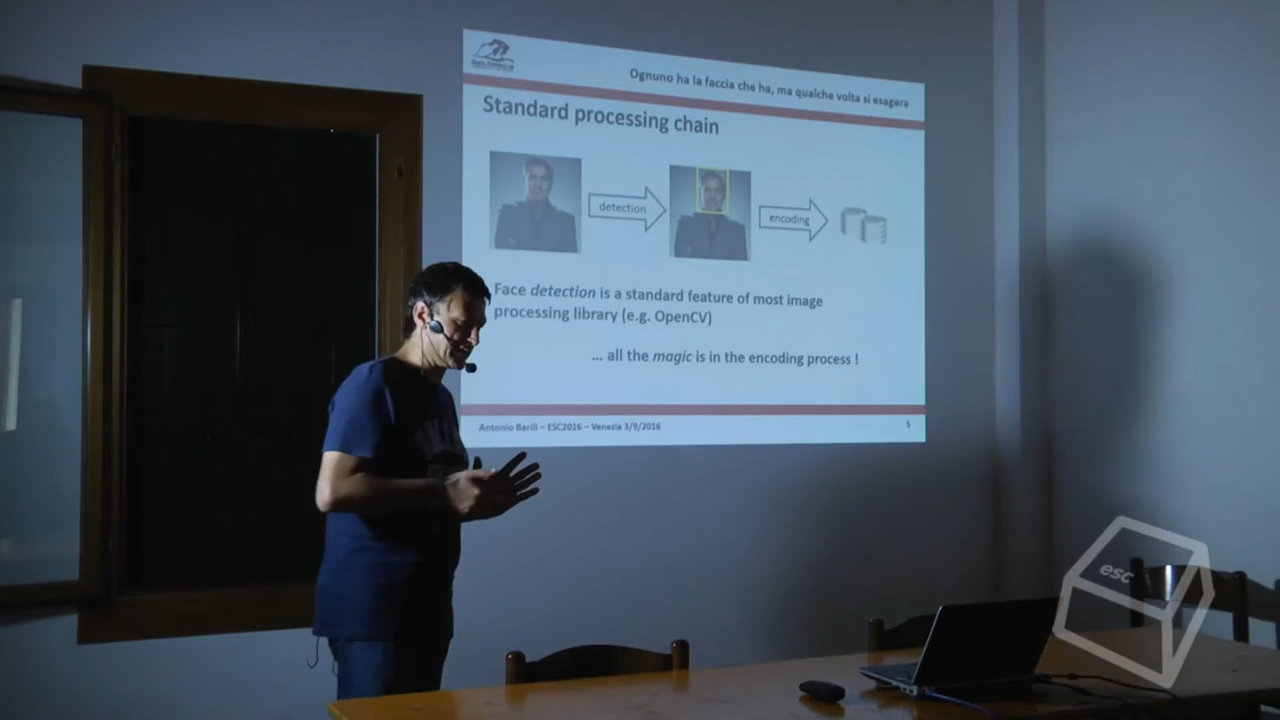 Ognuno ha la faccia che ha, ma qualche volta si esagera
Standard processing chain
detection
encoding
Face detection is a standard feature of most image
processing library (e.g. OpenCV)
... all the magic is in the encoding process !
Antonio Barili – ESC2016 – Venezia 3/9/2016
5
esc